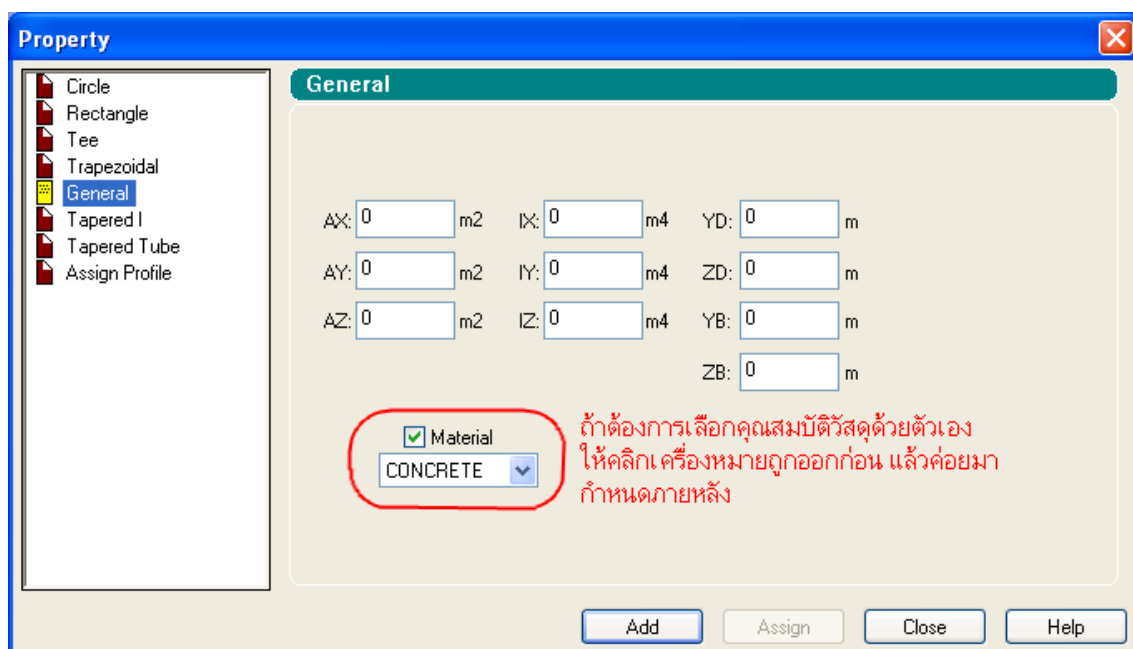 Property
Circle
Rectangle
Tee
Trapezoidal
General
Tapered I
Tapered Tube
Assign Profile
General
AX: 0 m2 IX: 0 m4 YD: 0 m
AY: 0 m2 IY: 0 m4 ZD: 0 m
AZ: 0 m2 IZ: 0 m4 YB: 0 m
ZB: 0 m
Material
CONCRETE
ถ้าต้องการเลือกคุณสมบัติวัสดุด้วยตัวเอง
ให้คลิกเครื่องหมายถูกออกก่อน แล้วค่อยมา
กำหนดภายหลัง
Add Assign Close Help